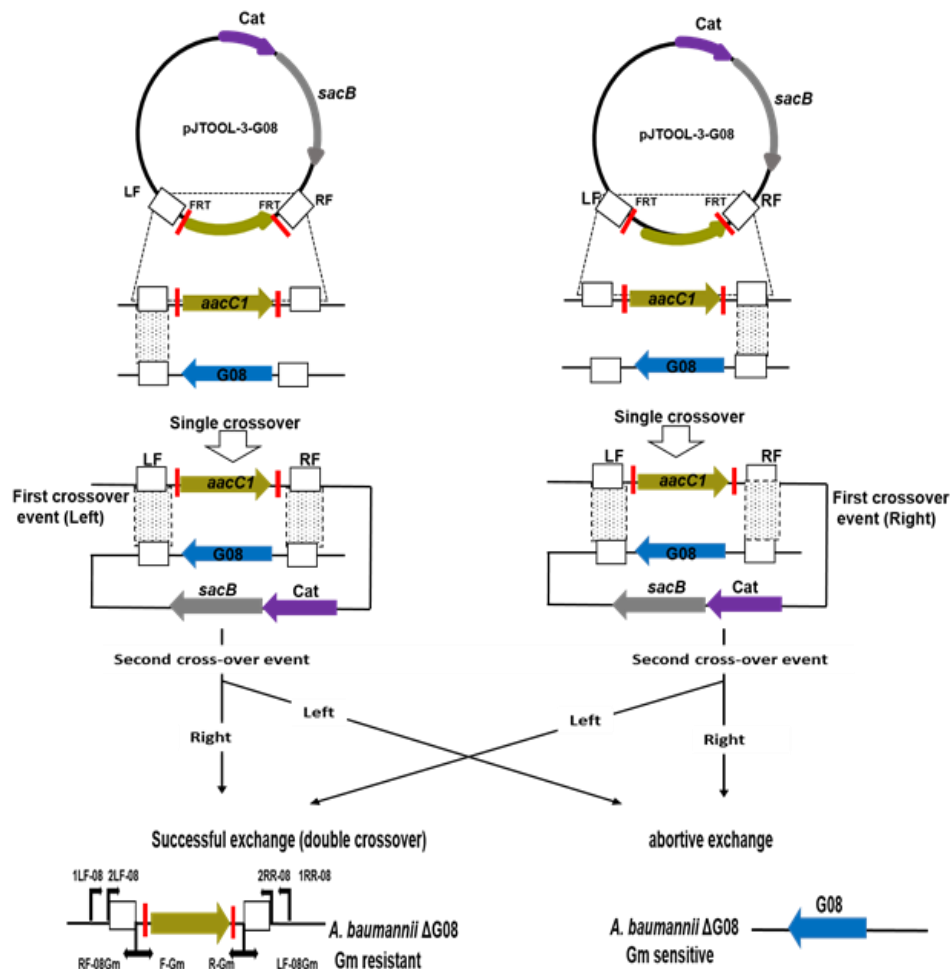 Cat
sacB
pJTOOL-3-G08
LF
FRT
FRT
RF
aacC1
G08
Single crossover
LF
RF
aacC1
First crossover
event (Left)
G08
sacB
Cat
Second cross-over event
Left
Right
Cat
sacB
pJTOOL-3-G08
LF
FRT
FRT
RF
aacC1
G08
Single crossover
LF
RF
aacC1
First crossover
event (Right)
G08
sacB
Cat
Second cross-over event
Left
Right
Successful exchange (double crossover)
1LF-08
2LF-08
2RR-08
1RR-08
RF-08Gm
F-Gm
R-Gm
LF-08Gm
A. baumannii ΔG08
Gm resistant
abortive exchange
G08
A. baumannii ΔG08
Gm sensitive